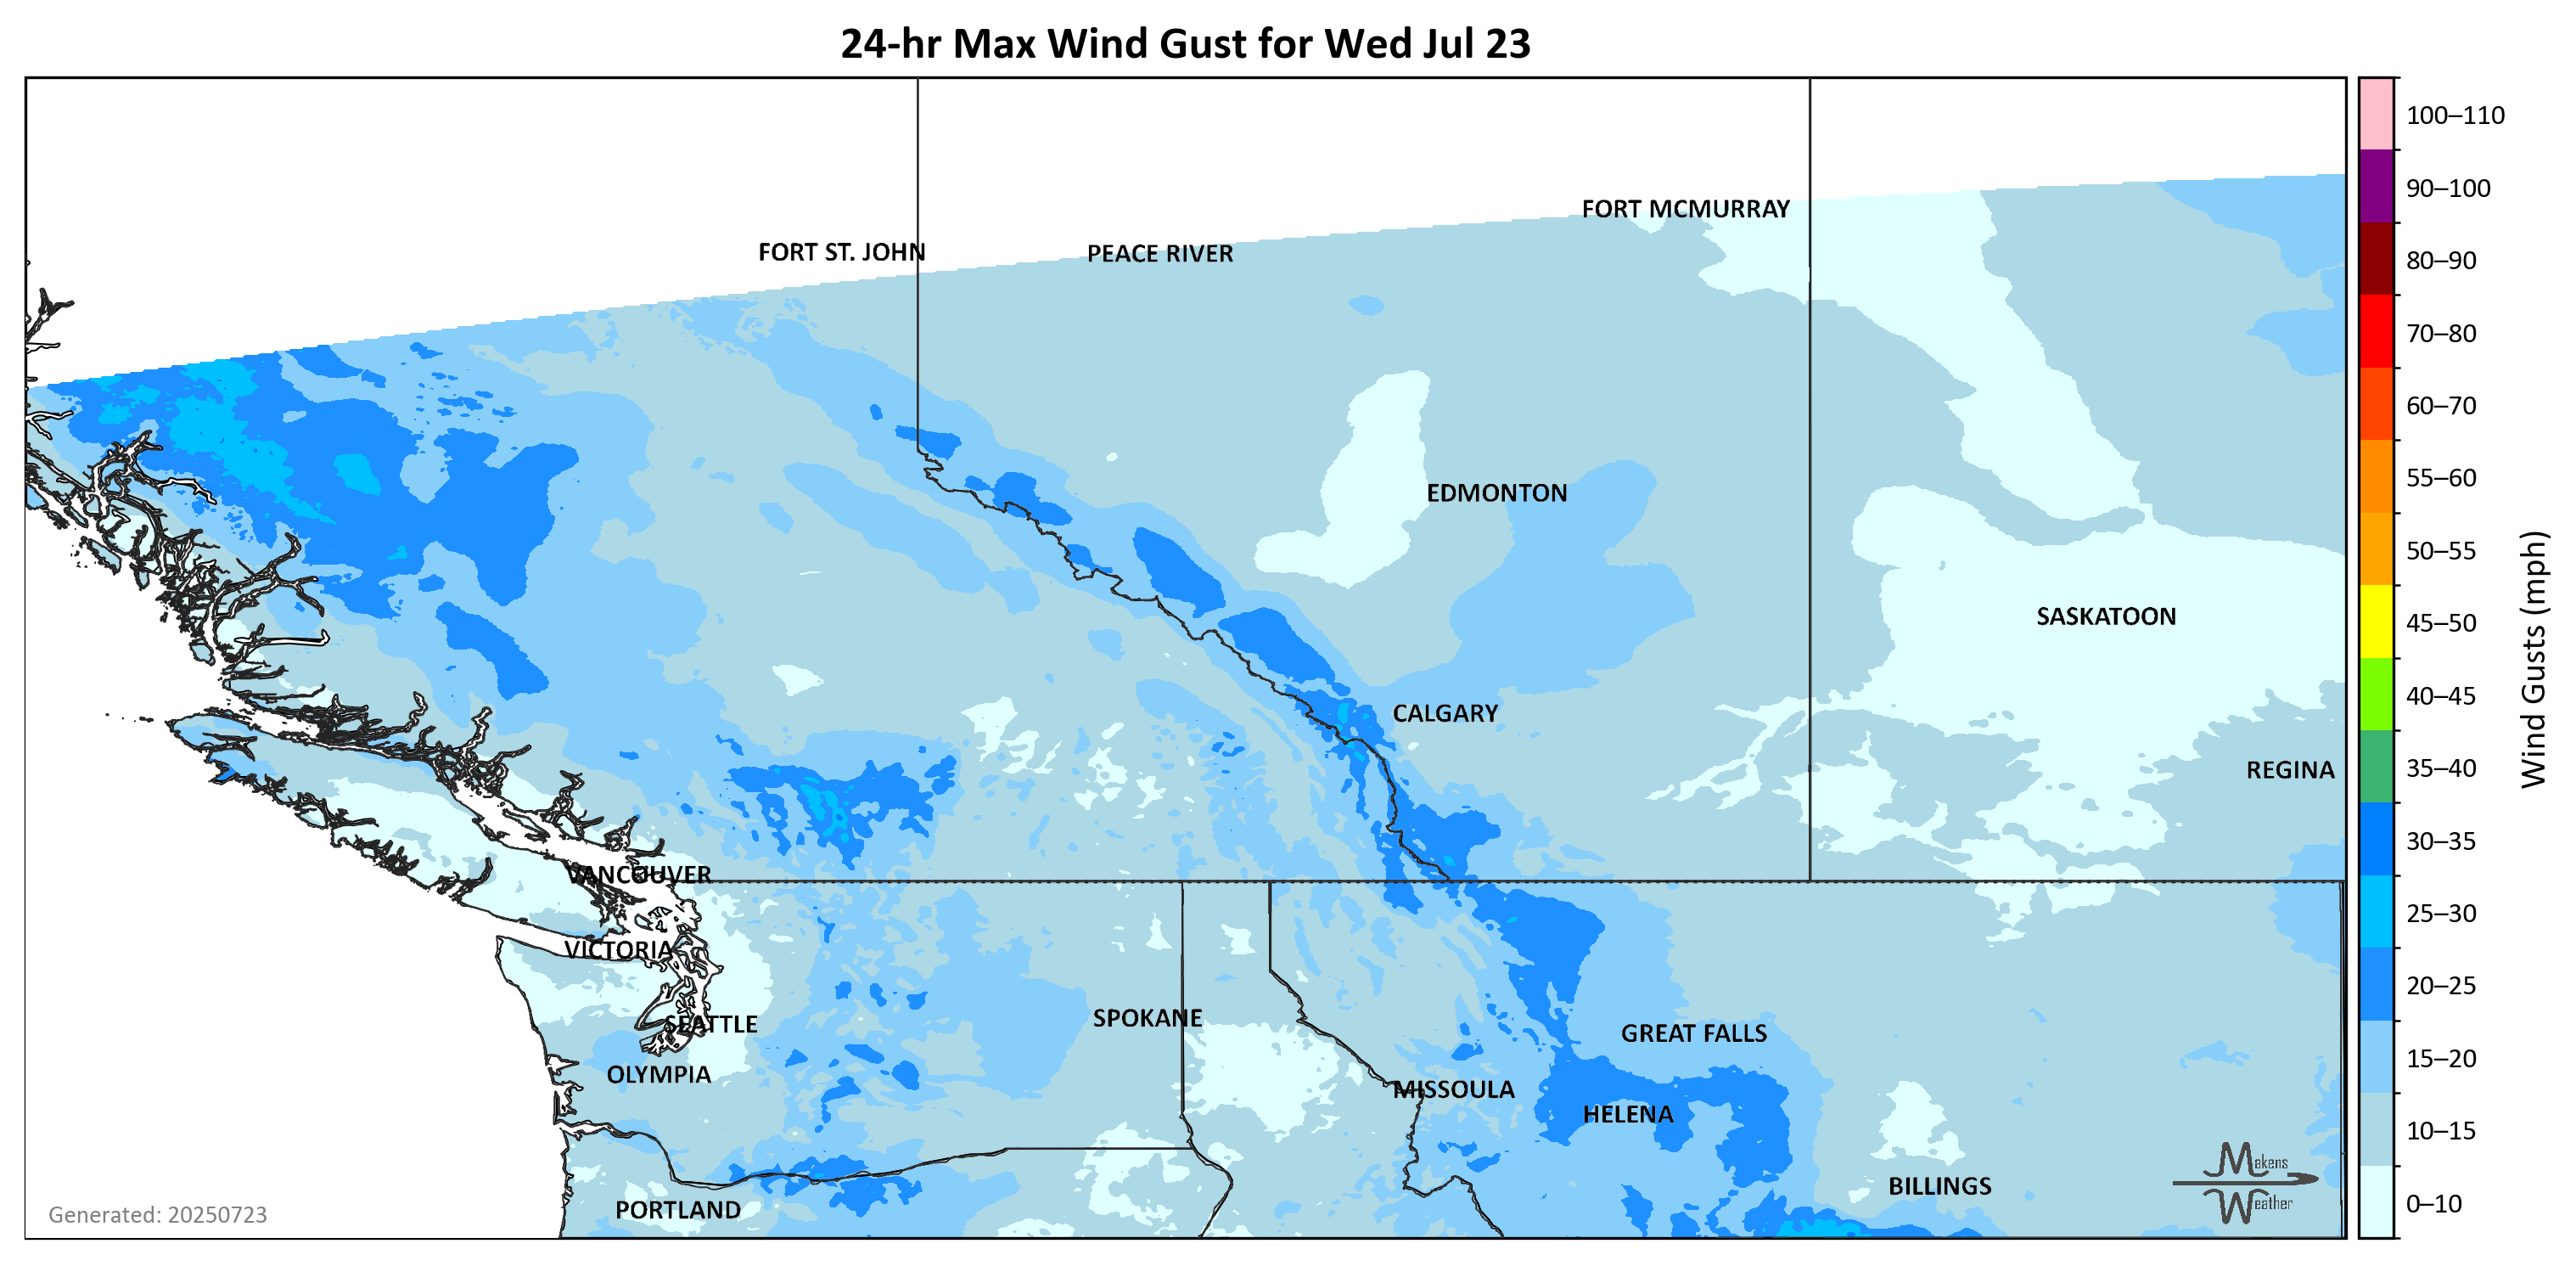 24-hr Max Wind Gust for Wed Jul 23
FORT MCMURRAY
FORT ST. JOHN
PEACE RIVER
EDMONTON
SASKATOON
CALGARY
REGINA
VANCOUVER
VICTORIA
SEATTLE
SPOKANE
GREAT FALLS
OLYMPIA
MISSOULA
HELENA
BILLINGS
PORTLAND
Generated: 20250723
Makens
Weather
100–110
90–100
80–90
70–80
60–70
55–60
50–55
45–50
40–45
35–40
30–35
25–30
20–25
15–20
10–15
0–10
Wind Gusts (mph)